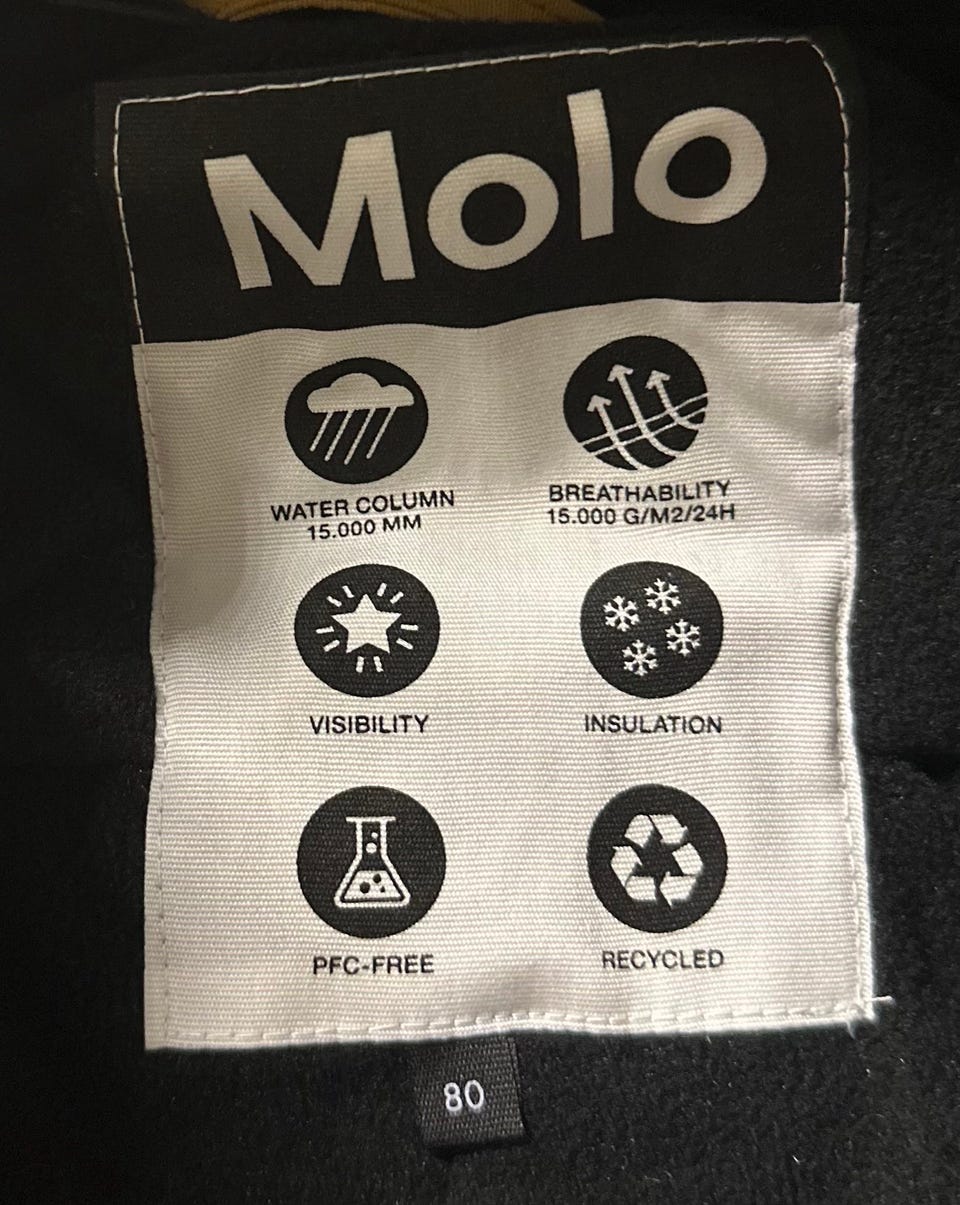 Molo
WATER COLUMN
15.000 MM
BREATHABILITY
15.000 G/M2/24H
VISIBILITY
INSULATION
PFC-FREE
RECYCLED
80